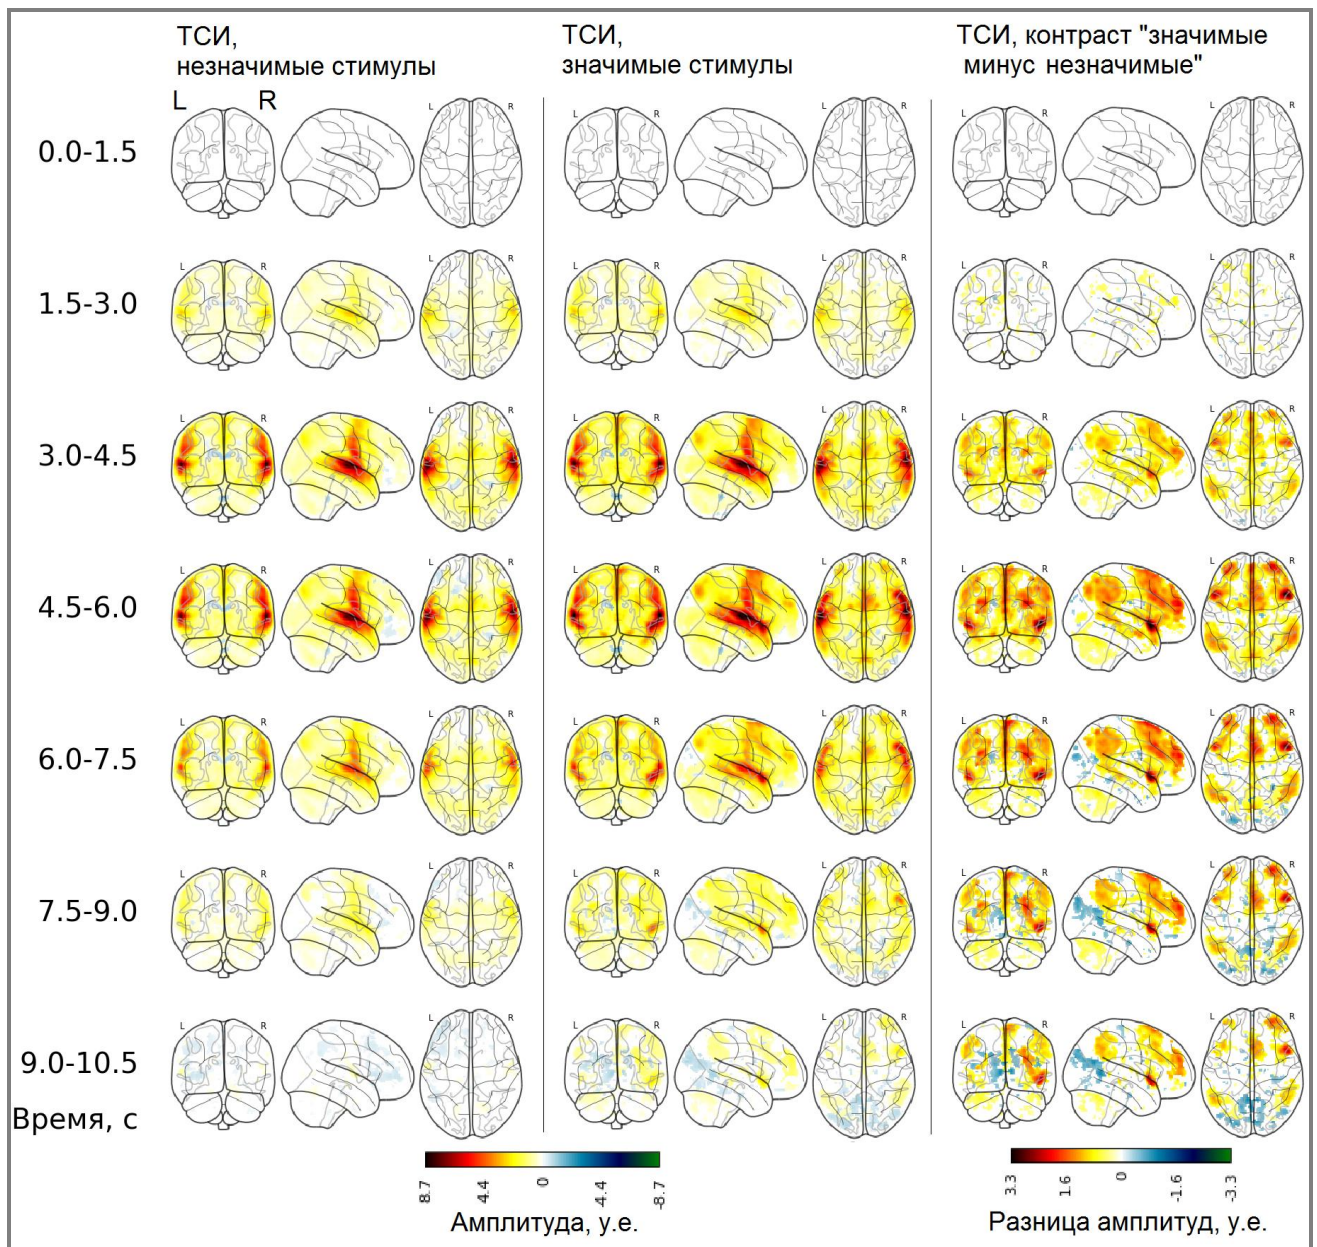 ТСИ,
незначимые стимулы
ТСИ,
значимые стимулы
ТСИ, контраст "значимые
минус незначимые"
L R
L R
L R
0.0-1.5
L R L R
L R L R
L R L R
1.5-3.0
L R L R
L R L R
L R L R
3.0-4.5
L R L R
L R L R
L R L R
4.5-6.0
L R L R
L R L R
L R L R
6.0-7.5
L R L R
L R L R
L R L R
7.5-9.0
L R L R
L R L R
L R L R
9.0-10.5
Время, с
8.7 4.4 0 -4.4 -8.7
Амплитуда, у.е.
3.3 1.6 0 -1.6 -3.3
Разница амплитуд, у.е.